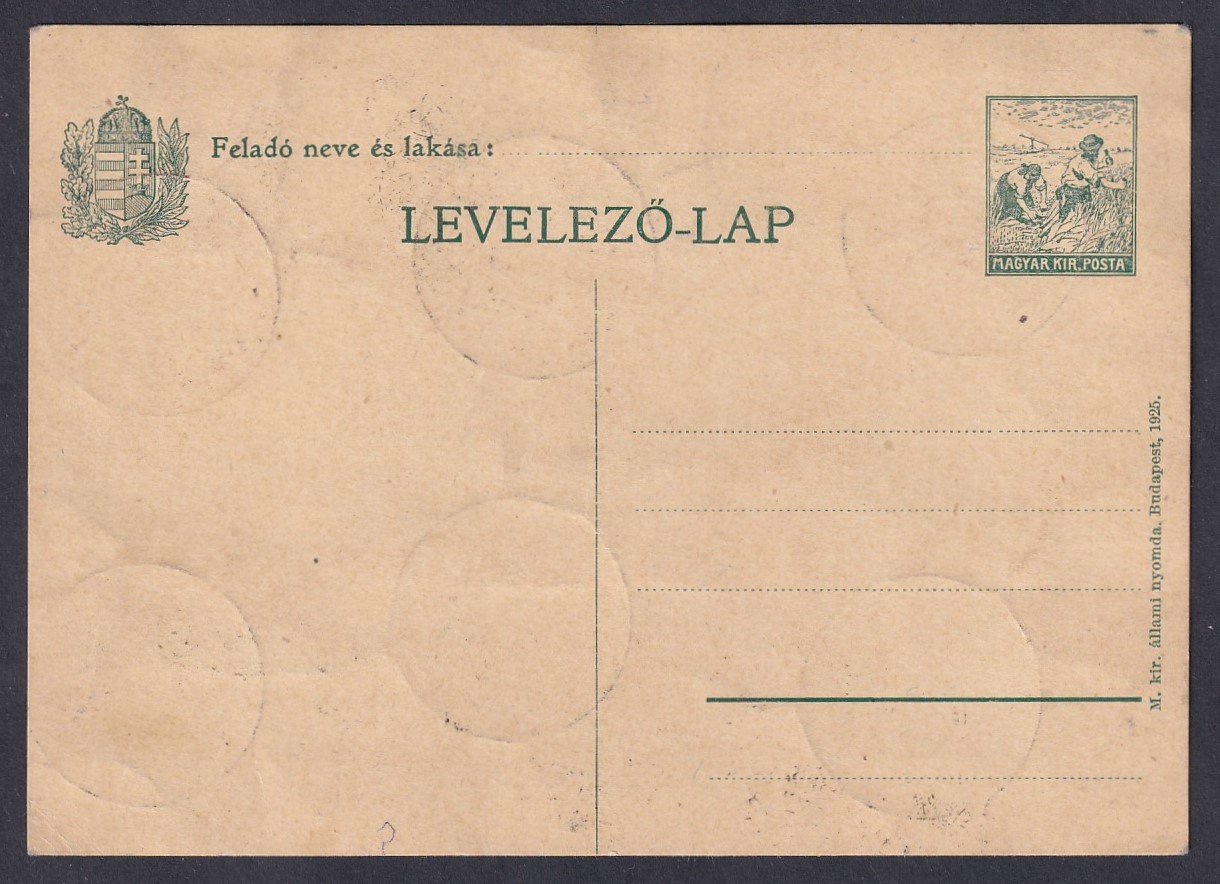 Feladó neve és lakása:
LEVELEZŐ-LAP
MAGYAR KIR. POSTA
M. kir. állami nyomda. Budapest, 1925.